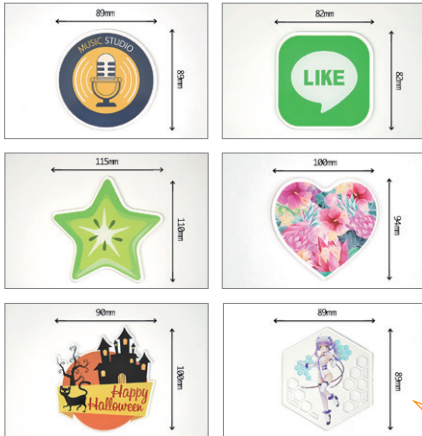 89mm
82mm
MUSIC STUDIO
89mm
LIKE
82mm
115mm
100mm
110mm
94mm
90mm
89mm
Happy
Halloween
100mm
89mm